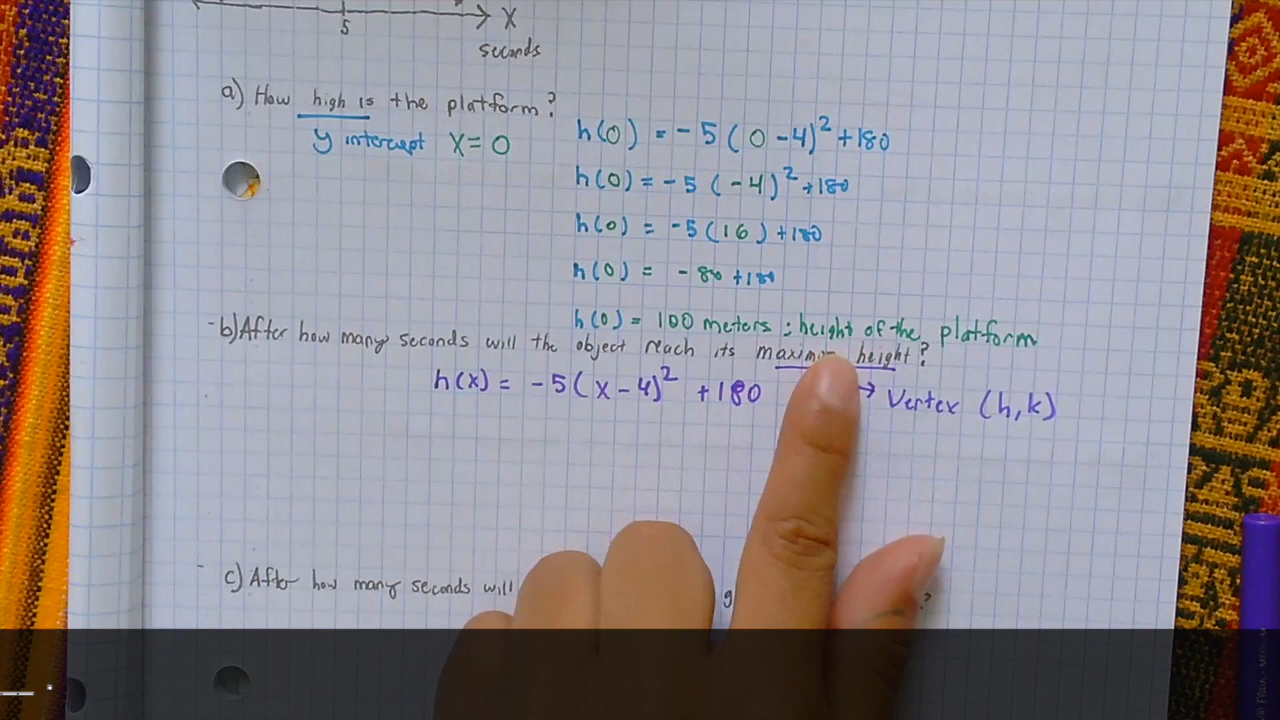 X
5
seconds
a) How high is the platform?
y intercept X=0
h(0) = -5(0-4)² +180
h(0) = -5(-4)² +180
h(0) = -5(16) +180
h(0) = -80 +180
h(0) = 100 meters : height of the platform
-b) After how many seconds will the object reach its height?
h(x) = -5(x-4)² +180 → Vertex (h,k)
- c) After how many seconds will